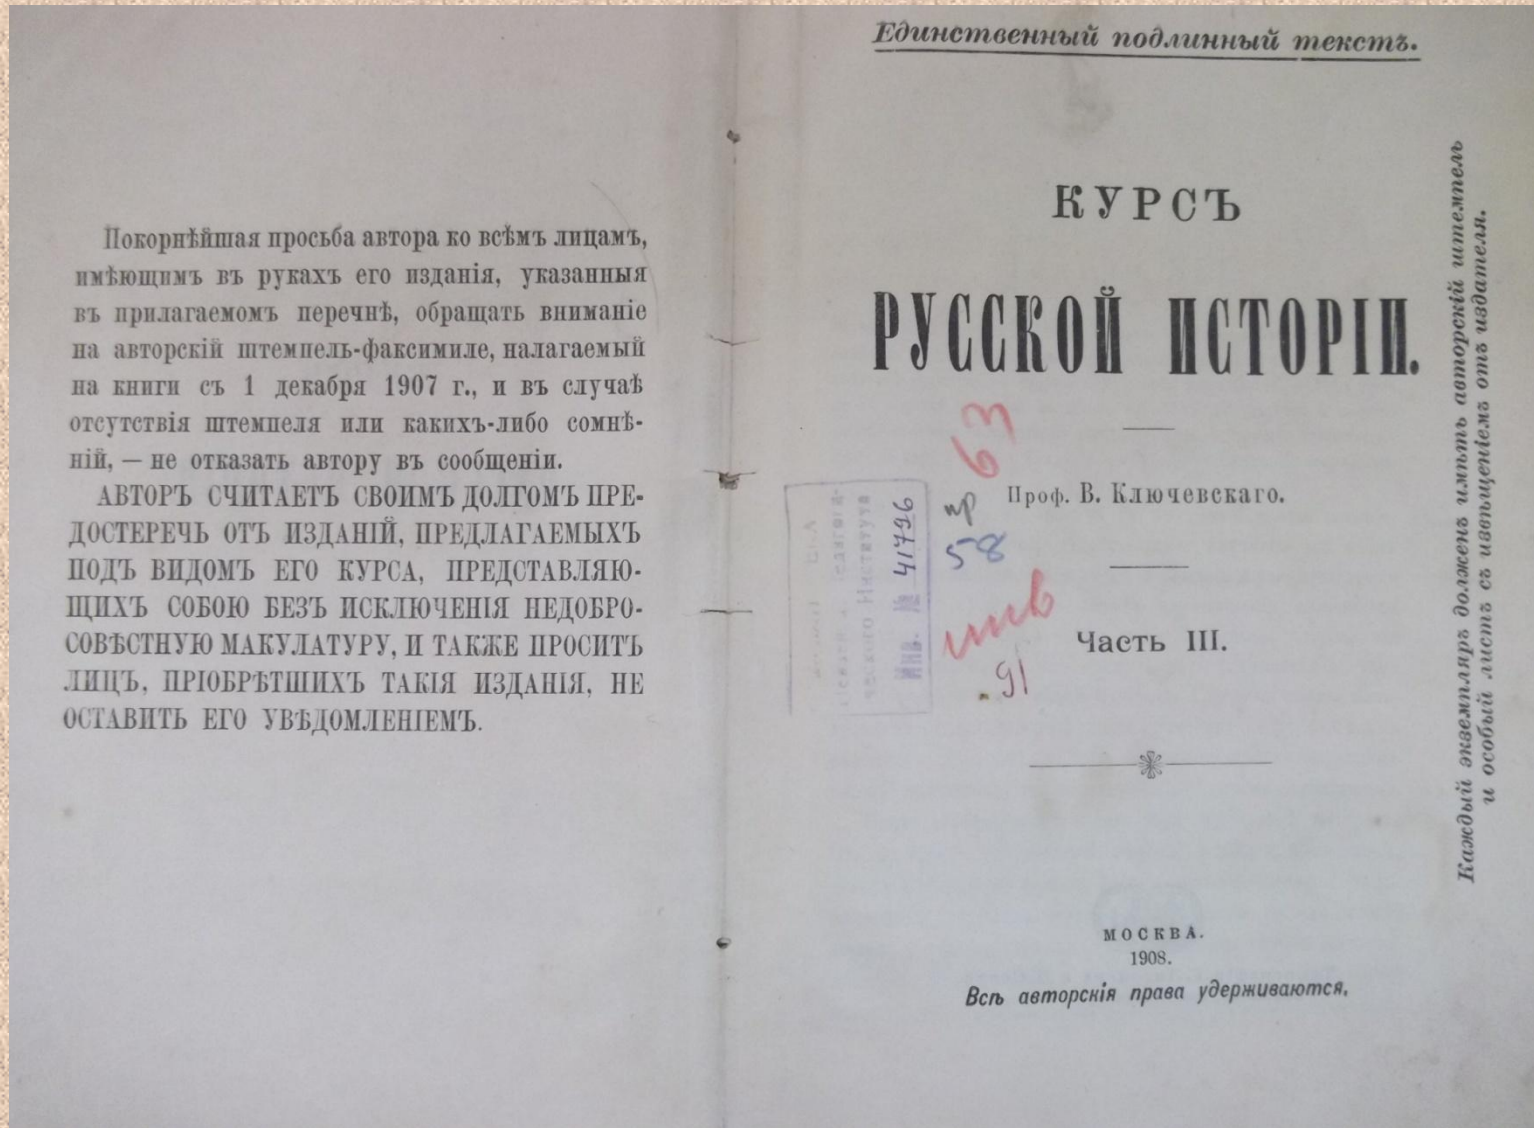 Покорнѣйшая просьба автора ко всѣмъ лицамъ,
имѣющимъ въ рукахъ его изданія, указанныя
въ прилагаемомъ перечнѣ, обращать вниманіе
на авторскій штемпель-факсимиле, налагаемый
на книги съ 1 декабря 1907 г., и въ случаѣ
отсутствія штемпеля или какихъ-либо сомнѣ-
ній, — не отказать автору въ сообщеніи.
АВТОРЪ СЧИТАЕТЪ СВОИМЪ ДОЛГОМЪ ПРЕ-
ДОСТЕРЕЧЬ ОТЪ ИЗДАНІЙ, ПРЕДЛАГАЕМЫХЪ
ПОДЪ ВИДОМЪ ЕГО КУРСА, ПРЕДСТАВЛЯЮ-
ЩИХЪ СОБОЮ БЕЗЪ ИСКЛЮЧЕНІЯ НЕДОБРО-
СОВѢСТНУЮ МАКУЛАТУРУ, И ТАКЖЕ ПРОСИТЪ
ЛИЦЪ, ПРІОБРѢТШИХЪ ТАКІЯ ИЗДАНІЯ, НЕ
ОСТАВИТЬ ЕГО УВѢДОМЛЕНІЕМЪ.
Единственный подлинный текстъ.
КУРСЪ
РУССКОЙ ИСТОРІИ.
63
Проф. В. Ключевскаго.
пр
58
инв
91
Института
Инв. № 41726
Часть III.
МОСКВА.
1908.
Всѣ авторскія права удерживаются.
Каждый экземпляръ долженъ имѣть авторскій штемпель
и особый листъ съ извѣщеніемъ отъ издателя.